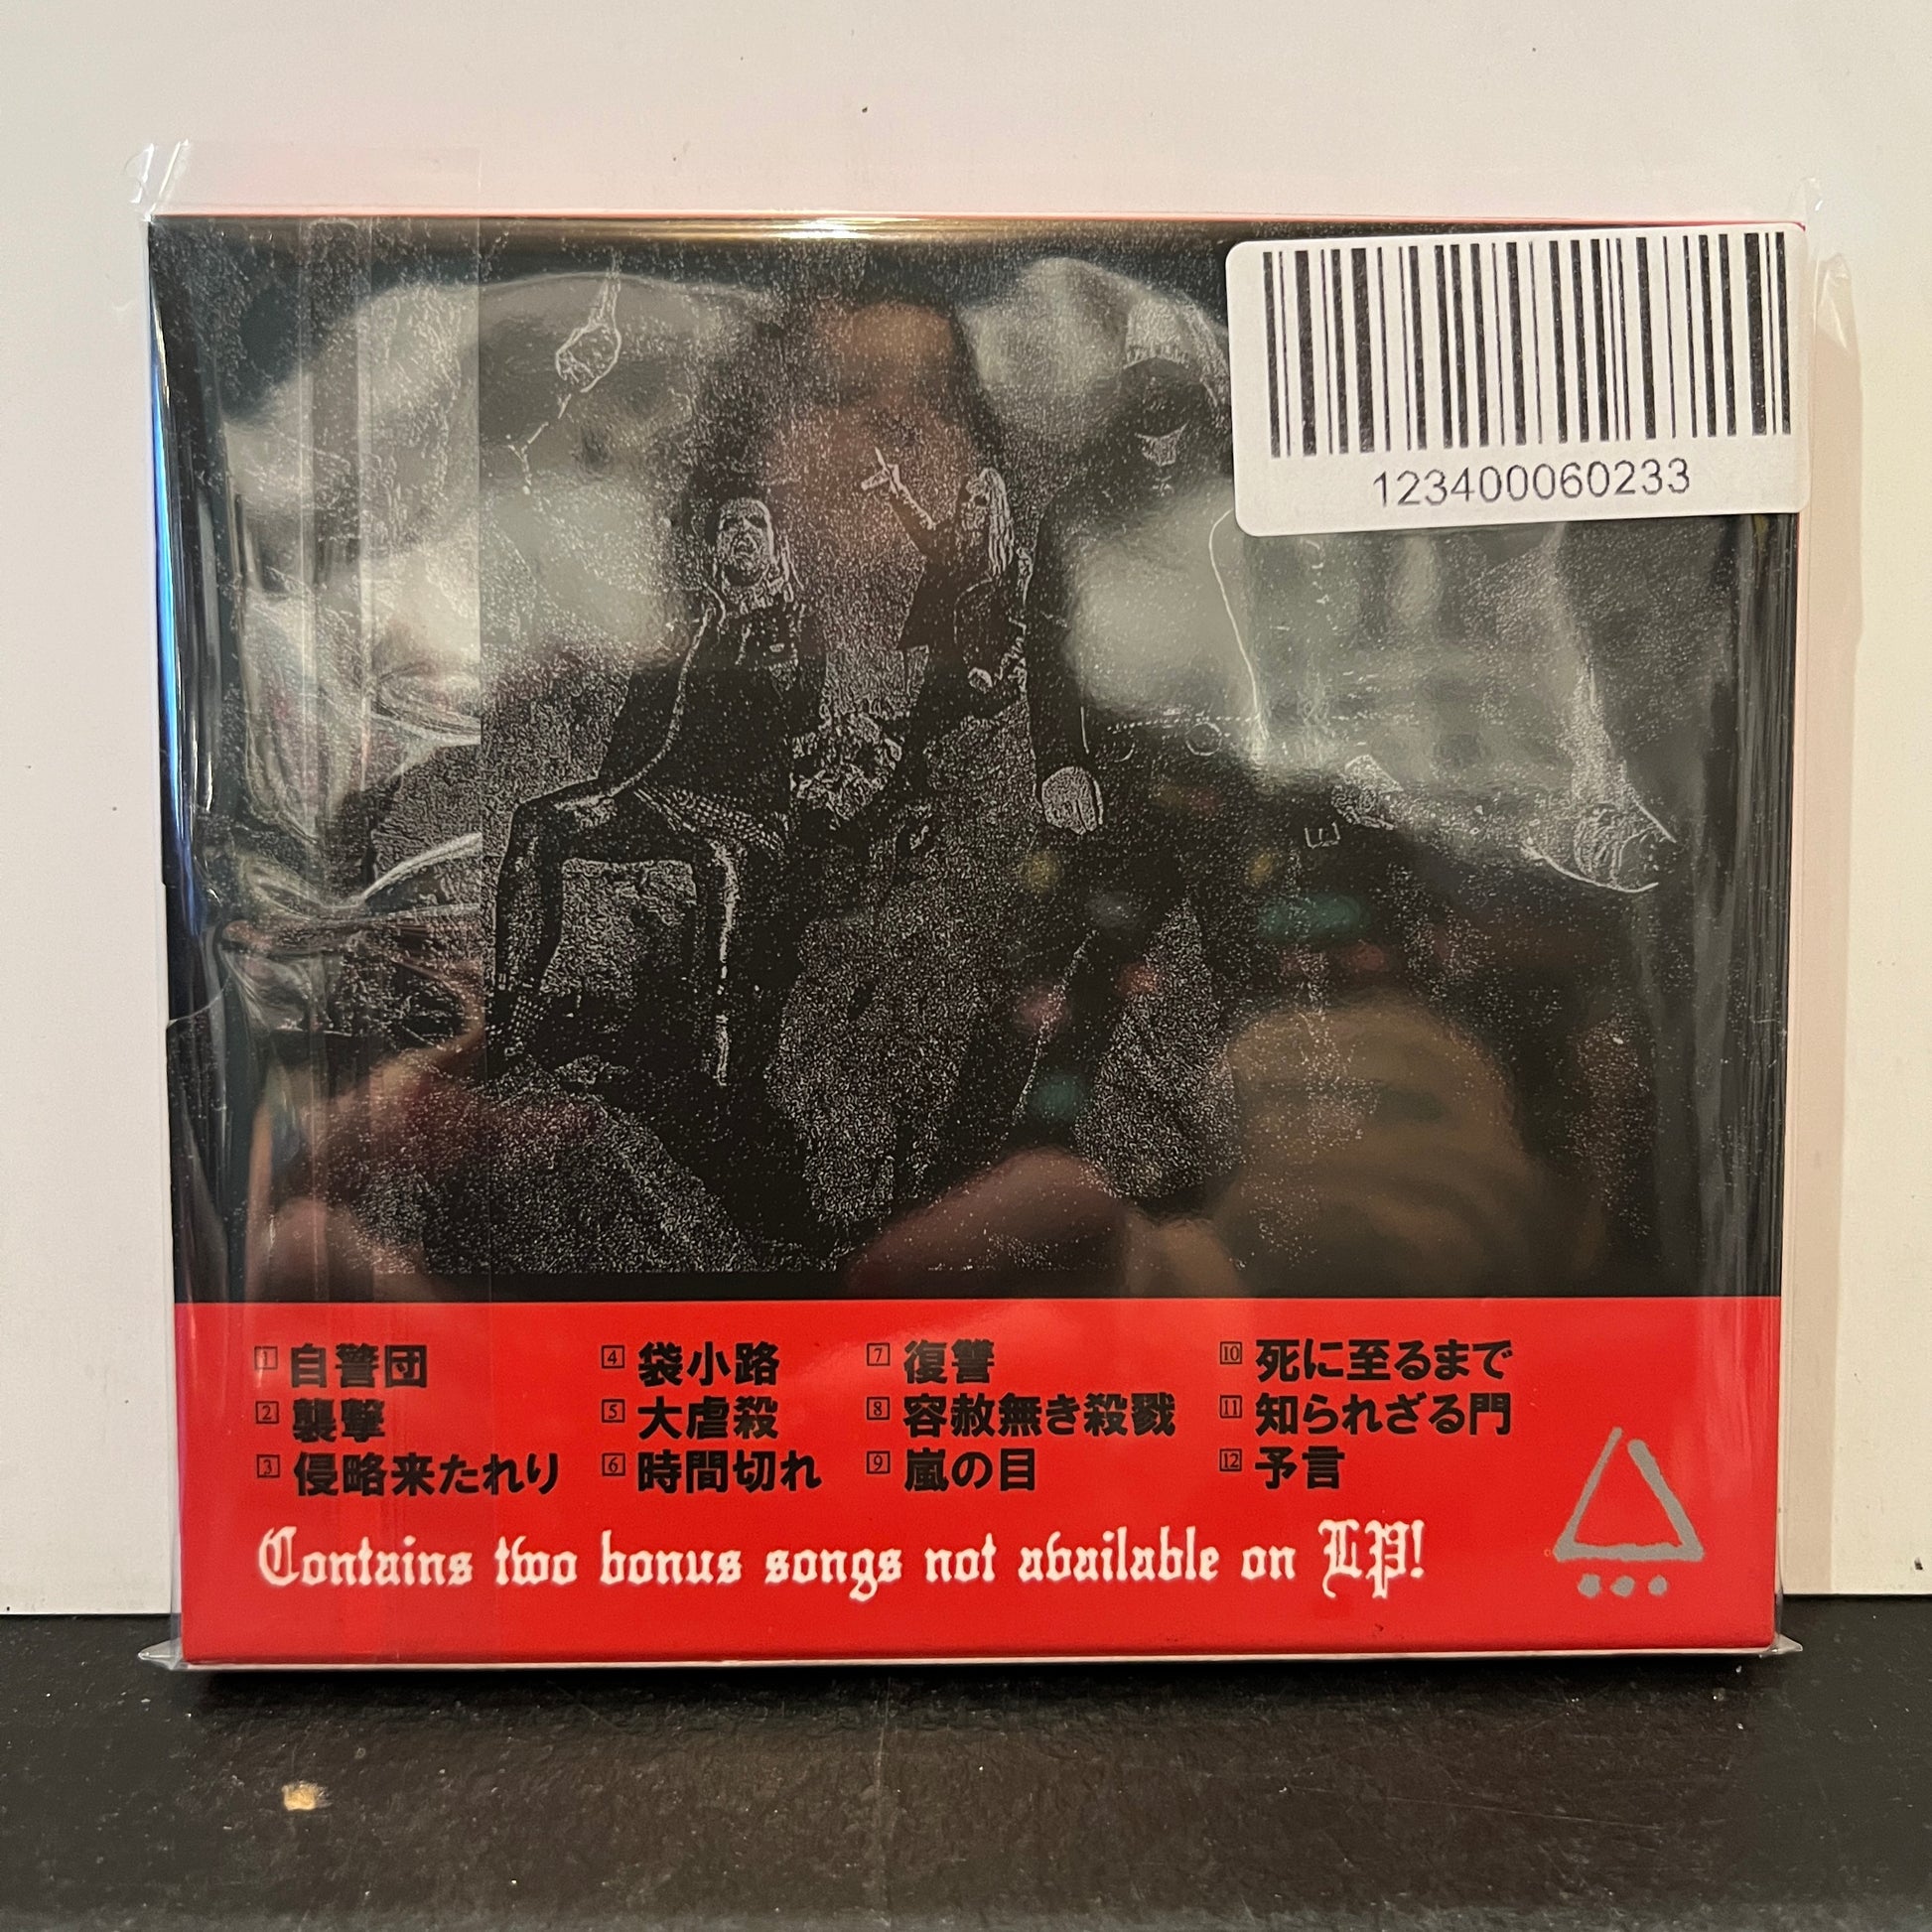 123400060233
1 自警団
2 襲撃
3 侵略来たれり
4 袋小路
5 大虐殺
6 時間切れ
7 復讐
8 容赦無き殺戮
9 嵐の目
10 死に至るまで
11 知られざる門
12 予言
Contains two bonus songs not available on LP!